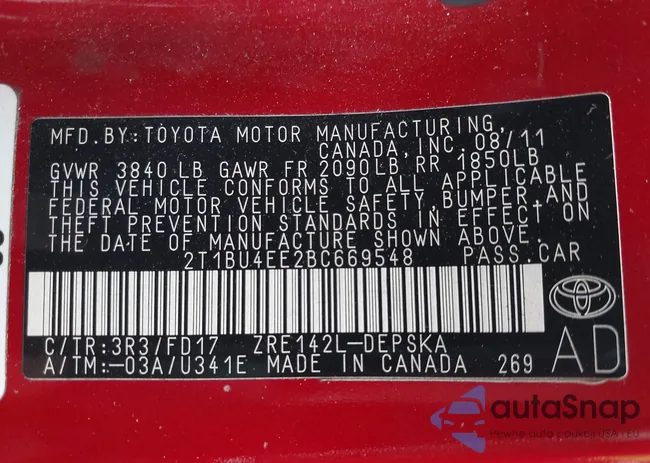 MFD.BY:TOYOTA MOTOR MANUFACTURING,
CANADA, INC. 08/11
GVWR 3840 LB GAWR FR 2090LB, RR 1850LB
THIS VEHICLE CONFORMS TO ALL APPLICABLE
FEDERAL MOTOR VEHICLE SAFETY, BUMPER, AND
THEFT PREVENTION STANDARDS IN EFFECT ON
THE DATE OF MANUFACTURE SHOWN ABOVE.
2T1BU4EE2BC669548 PASS.CAR
C/TR:3R3/FD17 ZRE142L-DEPSKA
A/TM:-03A/U341E MADE IN CANADA 269
AD
autoSnap